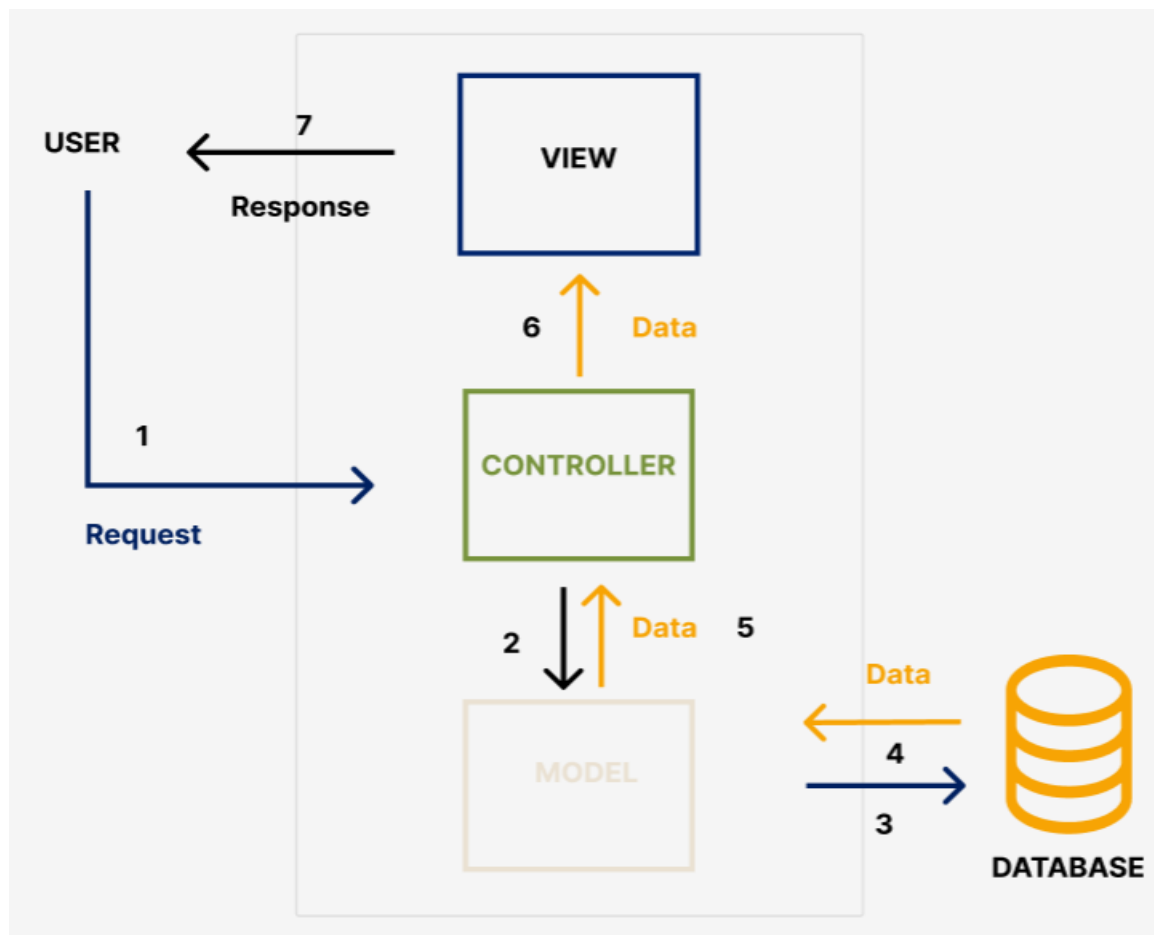 7
USER
VIEW
Response
6
Data
1
CONTROLLER
Request
2
Data
5
Data
4
MODEL
3
DATABASE